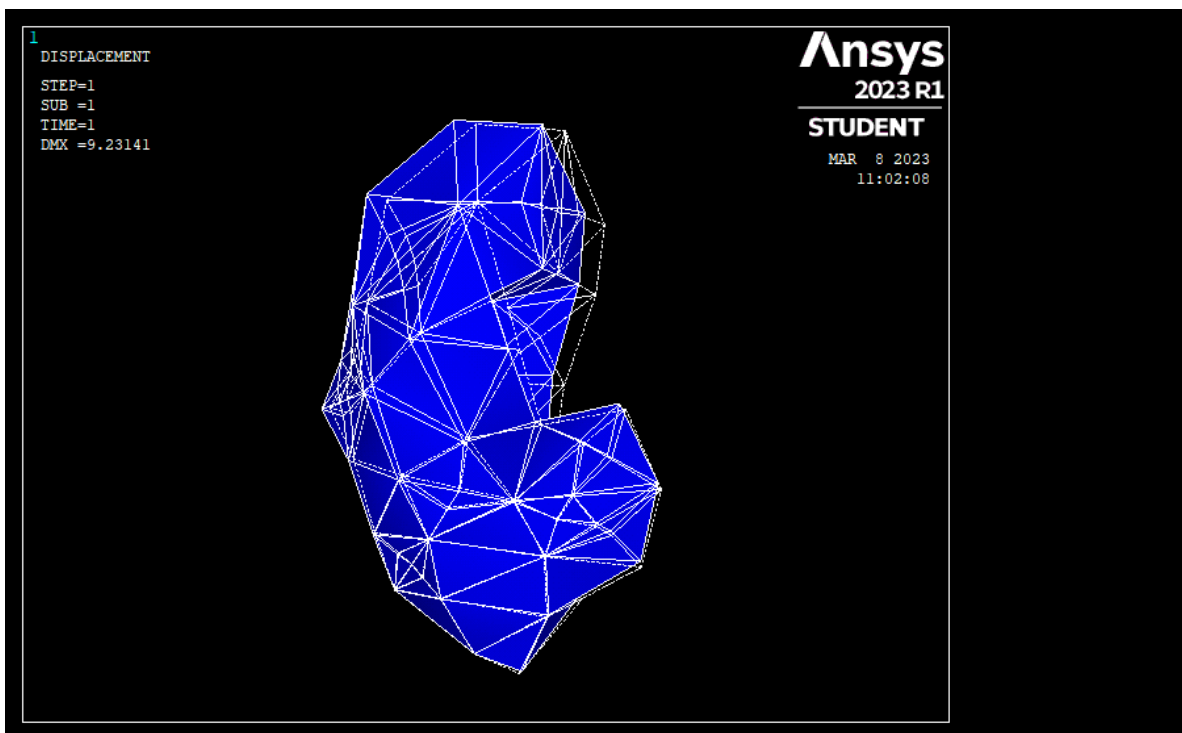 1
DISPLACEMENT
STEP=1
SUB =1
TIME=1
DMX =9.23141
Ansys
2023 R1
STUDENT
MAR  8 2023
11:02:08